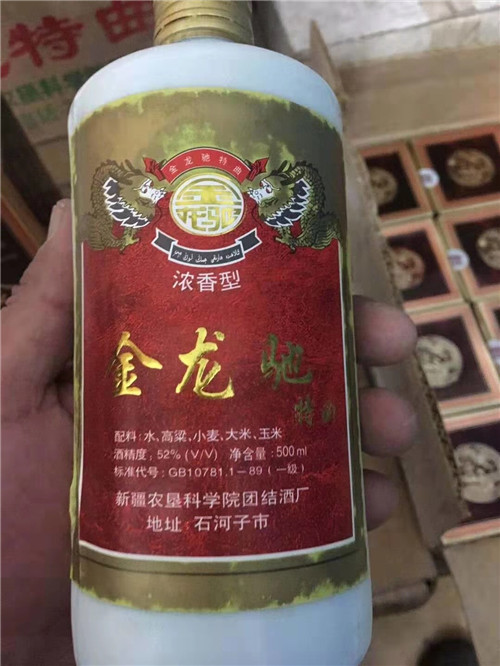 特曲
金龙驰特曲
浓香型
金龙驰
特曲
配料:水、高粱、小麦、大米、玉米
酒精度:52%(V/V) 净含量:500ml
标准代号:GB10781.1-89(一级)
新疆农垦科学院团结酒厂
地址:石河子市